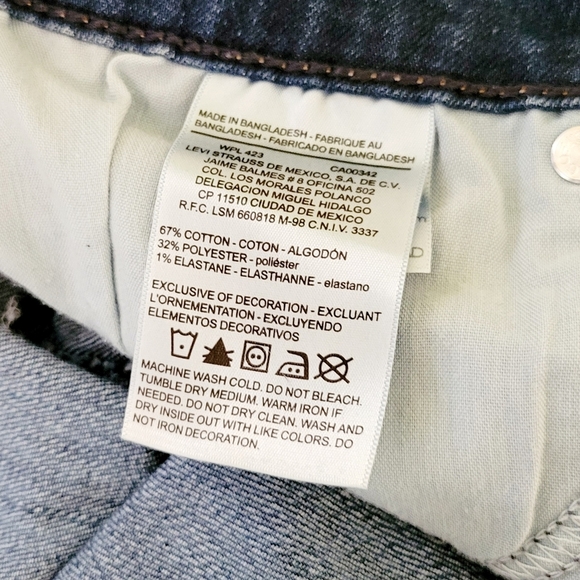 MADE IN BANGLADESH - FABRIQUE AU
BANGLADESH - FABRICADO EN BANGLADESH
WPL 423 CA00342
LEVI STRAUSS DE MEXICO, S.A. DE C.V.
JAIME BALMES # 8 OFICINA 502
COL. LOS MORALES POLANCO
DELEGACION MIGUEL HIDALGO
CP 11510 CIUDAD DE MEXICO
R.F.C. LSM 660818 M-98 C.N.I.V. 3337
67% COTTON - COTON - ALGODÓN
32% POLYESTER - poliéster
1% ELASTANE - ELASTHANNE - elastano
EXCLUSIVE OF DECORATION - EXCLUANT
L'ORNEMENTATION - EXCLUYENDO
ELEMENTOS DECORATIVOS
MACHINE WASH COLD. DO NOT BLEACH.
TUMBLE DRY MEDIUM. WARM IRON IF
NEEDED. DO NOT DRY CLEAN. WASH AND
DRY INSIDE OUT WITH LIKE COLORS. DO
NOT IRON DECORATION.